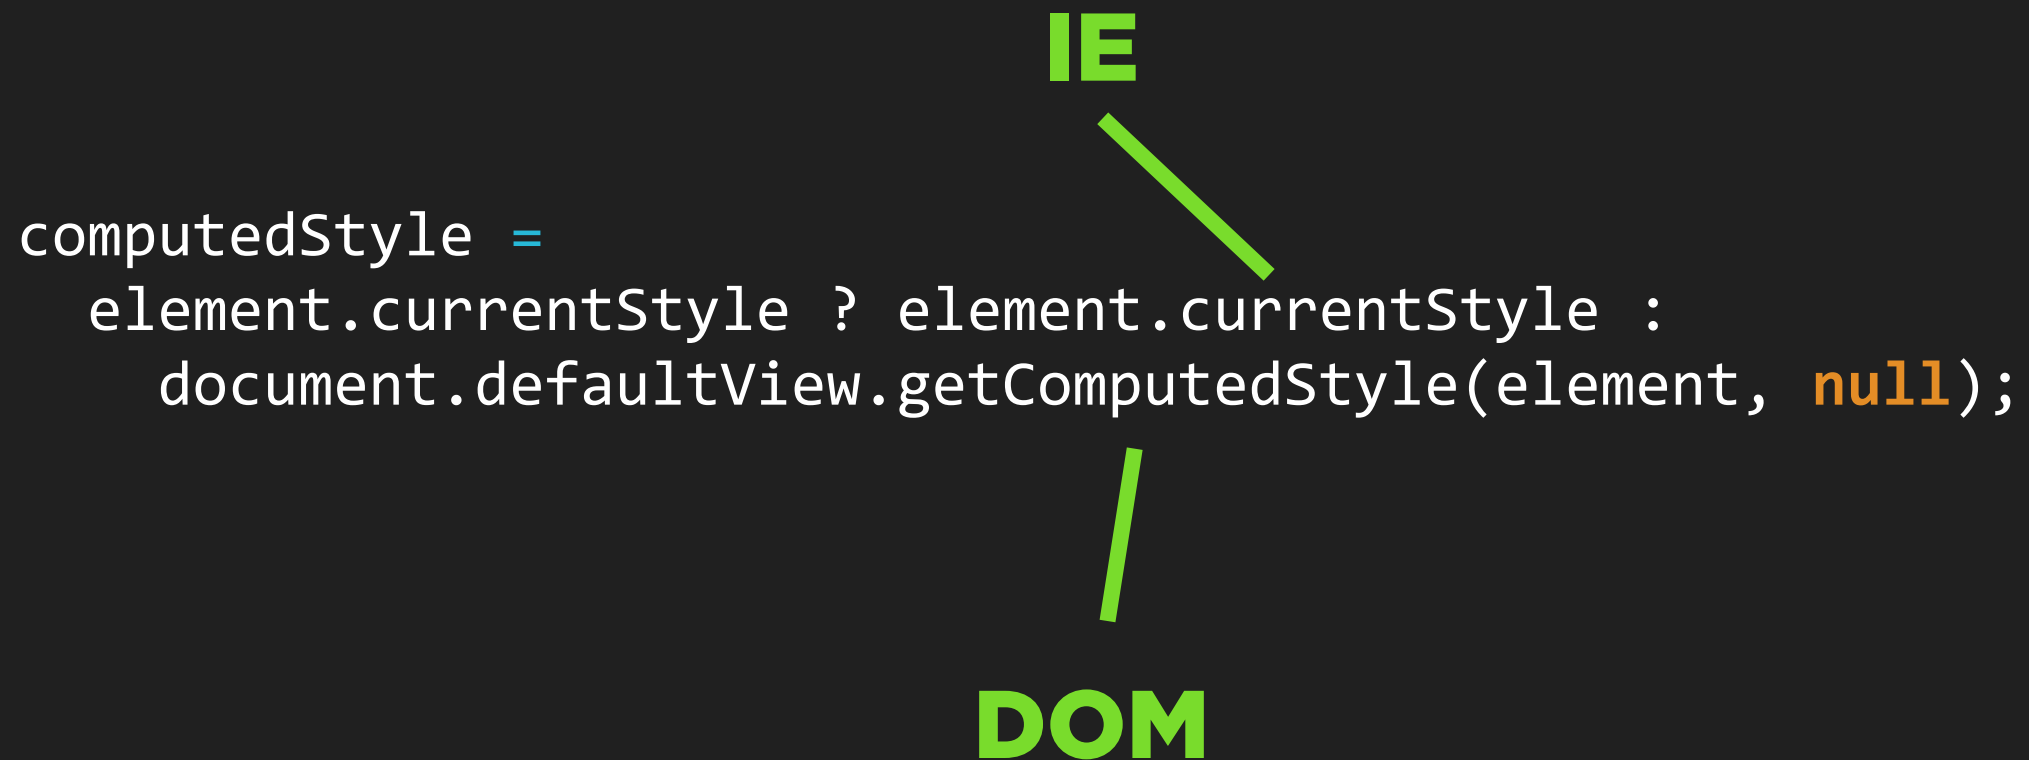 IE
computedStyle =
element.currentStyle ? element.currentStyle :
document.defaultView.getComputedStyle(element, null);
DOM